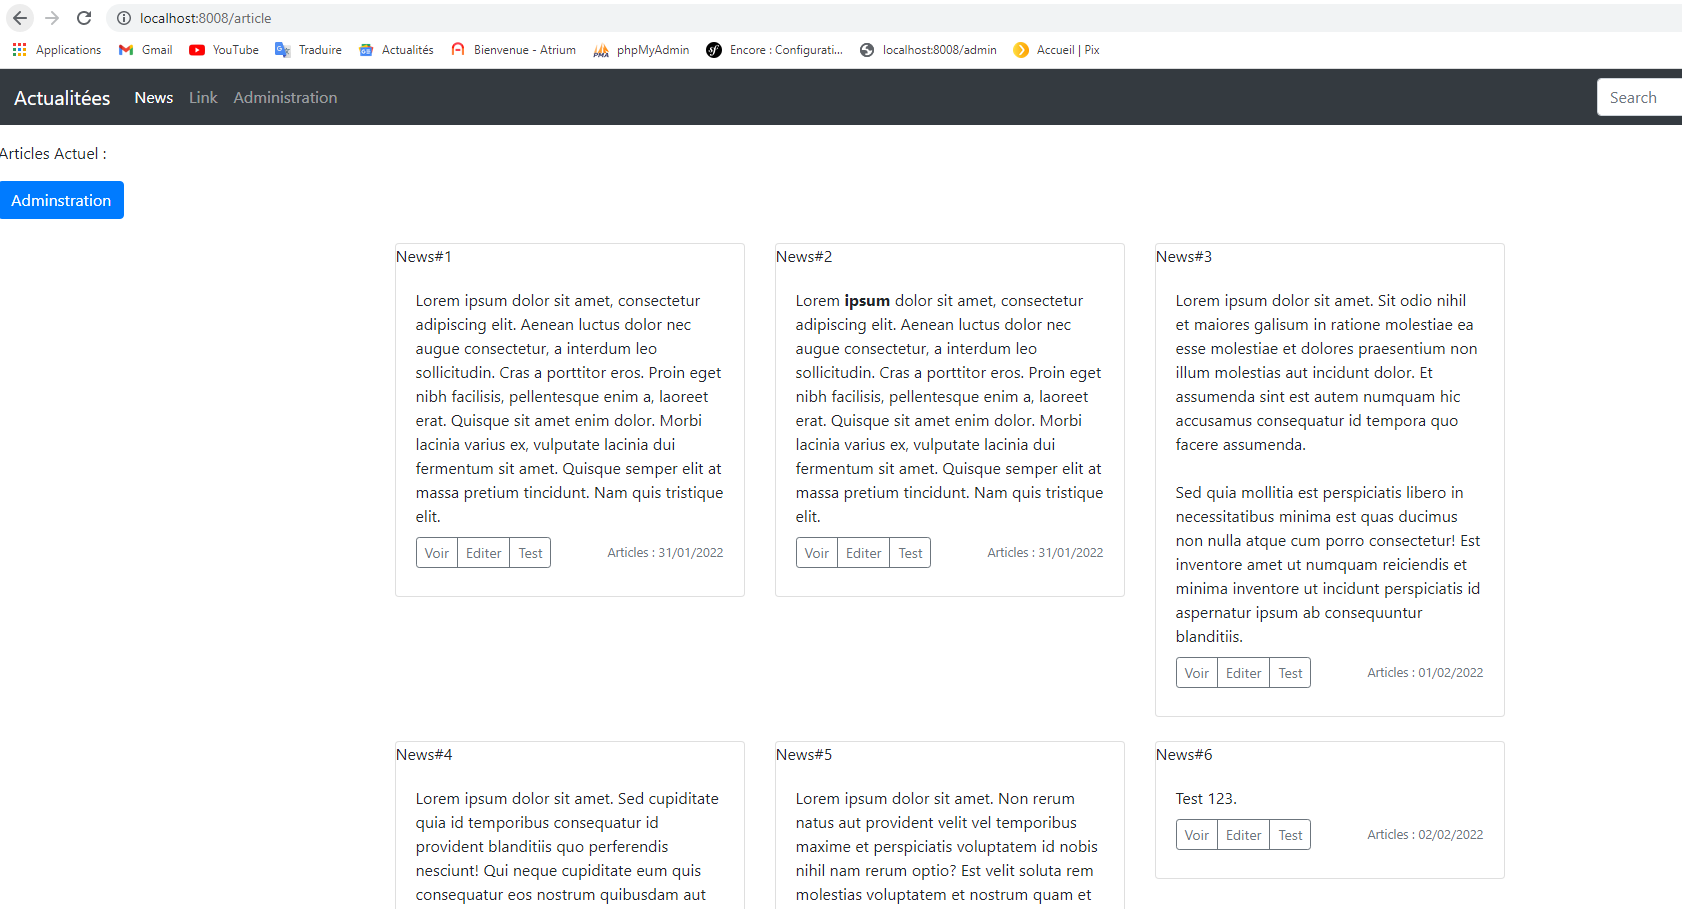 localhost:8008/article
Applications Gmail YouTube Traduire Actualités Bienvenue - Atrium phpMyAdmin Encore : Configurati... localhost:8008/admin Accueil | Pix
Actualitées News Link Administration Search
Articles Actuel :
Adminstration
News#1
Lorem ipsum dolor sit amet, consectetur
adipiscing elit. Aenean luctus dolor nec
augue consectetur, a interdum leo
sollicitudin. Cras a porttitor eros. Proin eget
nibh facilisis, pellentesque enim a, laoreet
erat. Quisque sit amet enim dolor. Morbi
lacinia varius ex, vulputate lacinia dui
fermentum sit amet. Quisque semper elit at
massa pretium tincidunt. Nam quis tristique
elit.
Voir Editer Test Articles : 31/01/2022
News#2
Lorem ipsum dolor sit amet, consectetur
adipiscing elit. Aenean luctus dolor nec
augue consectetur, a interdum leo
sollicitudin. Cras a porttitor eros. Proin eget
nibh facilisis, pellentesque enim a, laoreet
erat. Quisque sit amet enim dolor. Morbi
lacinia varius ex, vulputate lacinia dui
fermentum sit amet. Quisque semper elit at
massa pretium tincidunt. Nam quis tristique
elit.
Voir Editer Test Articles : 31/01/2022
News#3
Lorem ipsum dolor sit amet. Sit odio nihil
et maiores galisum in ratione molestiae ea
esse molestiae et dolores praesentium non
illum molestias aut incidunt dolor. Et
assumenda sint est autem numquam hic
accusamus consequatur id tempora quo
facere assumenda.
Sed quia mollitia est perspiciatis libero in
necessitatibus minima est quas ducimus
non nulla atque cum porro consectetur! Est
inventore amet ut numquam reiciendis et
minima inventore ut incidunt perspiciatis id
aspernatur ipsum ab consequuntur
blanditiis.
Voir Editer Test Articles : 01/02/2022
News#4
Lorem ipsum dolor sit amet. Sed cupiditate
quia id temporibus consequatur id
provident blanditiis quo perferendis
nesciunt! Qui neque cupiditate eum quis
consequatur eos nostrum quibusdam aut
News#5
Lorem ipsum dolor sit amet. Non rerum
natus aut provident velit vel temporibus
maxime et perspiciatis voluptatem id nobis
nihil nam rerum optio? Est velit soluta rem
molestias voluptatem et nostrum quam et
News#6
Test 123.
Voir Editer Test Articles : 02/02/2022